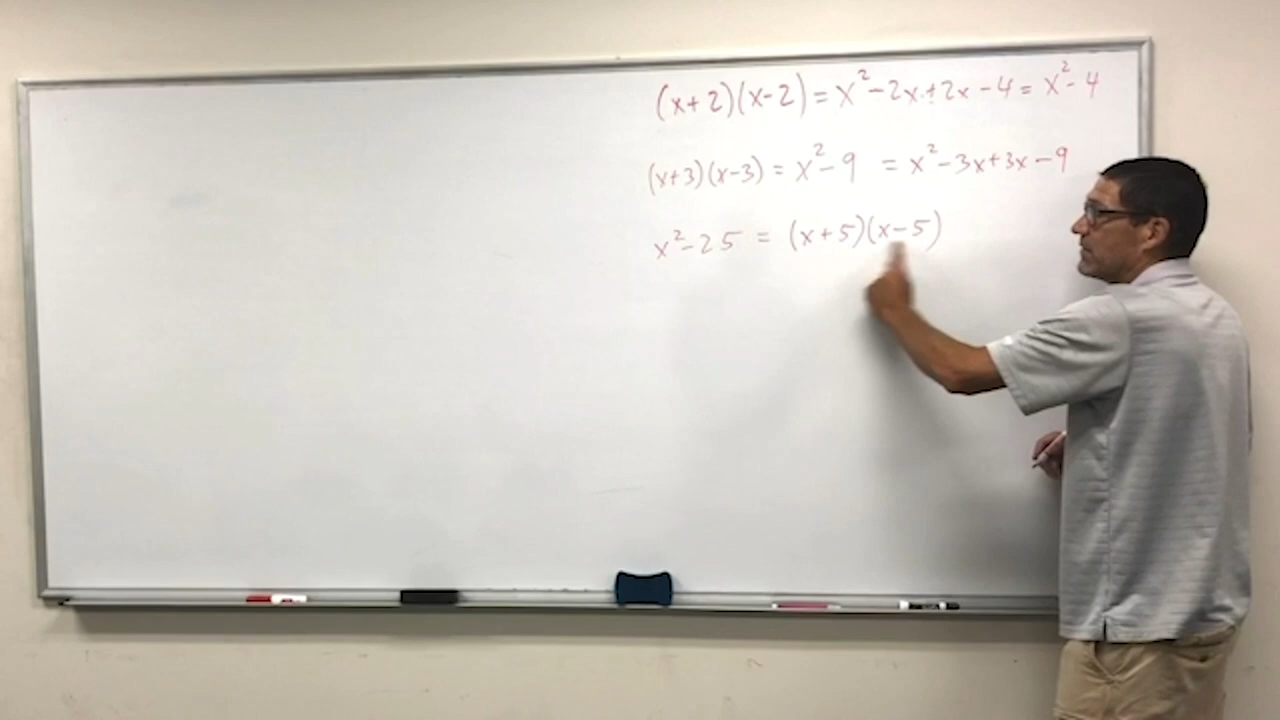 (x+2)(x-2) = x²-2x+2x-4 = x²-4
(x+3)(x-3) = x²-9 = x²-3x+3x-9
x²-25 = (x+5)(x-5)